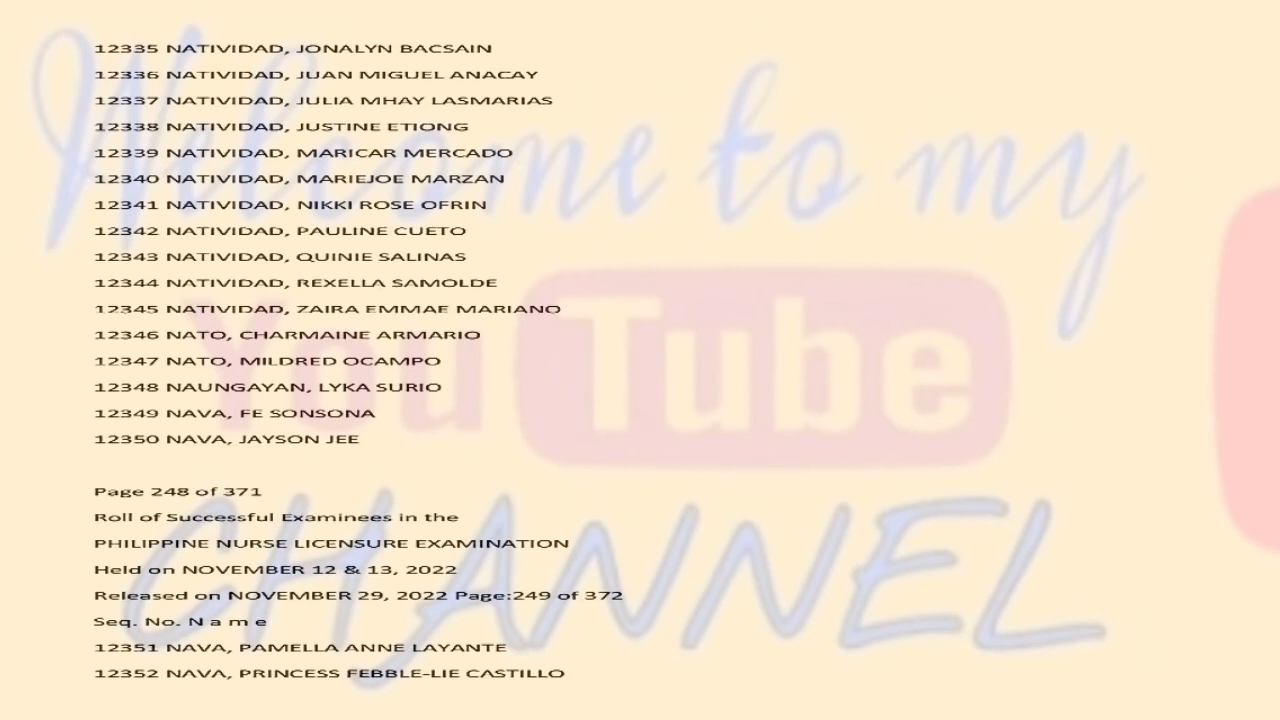 Welcome to my
YouTube
CHANNEL
12335 NATIVIDAD, JONALYN BACSAIN
12336 NATIVIDAD, JUAN MIGUEL ANACAY
12337 NATIVIDAD, JULIA MHAY LASMARIAS
12338 NATIVIDAD, JUSTINE ETIONG
12339 NATIVIDAD, MARICAR MERCADO
12340 NATIVIDAD, MARIEJOE MARZAN
12341 NATIVIDAD, NIKKI ROSE OFRIN
12342 NATIVIDAD, PAULINE CUETO
12343 NATIVIDAD, QUINIE SALINAS
12344 NATIVIDAD, REXELLA SAMOLDE
12345 NATIVIDAD, ZAIRA EMMAE MARIANO
12346 NATO, CHARMAINE ARMARIO
12347 NATO, MILDRED OCAMPO
12348 NAUNGAYAN, LYKA SURIO
12349 NAVA, FE SONSONA
12350 NAVA, JAYSON JEE
Page 248 of 371
Roll of Successful Examinees in the
PHILIPPINE NURSE LICENSURE EXAMINATION
Held on NOVEMBER 12 & 13, 2022
Released on NOVEMBER 29, 2022 Page:249 of 372
Seq. No. N a m e
12351 NAVA, PAMELLA ANNE LAYANTE
12352 NAVA, PRINCESS FEBBLE-LIE CASTILLO